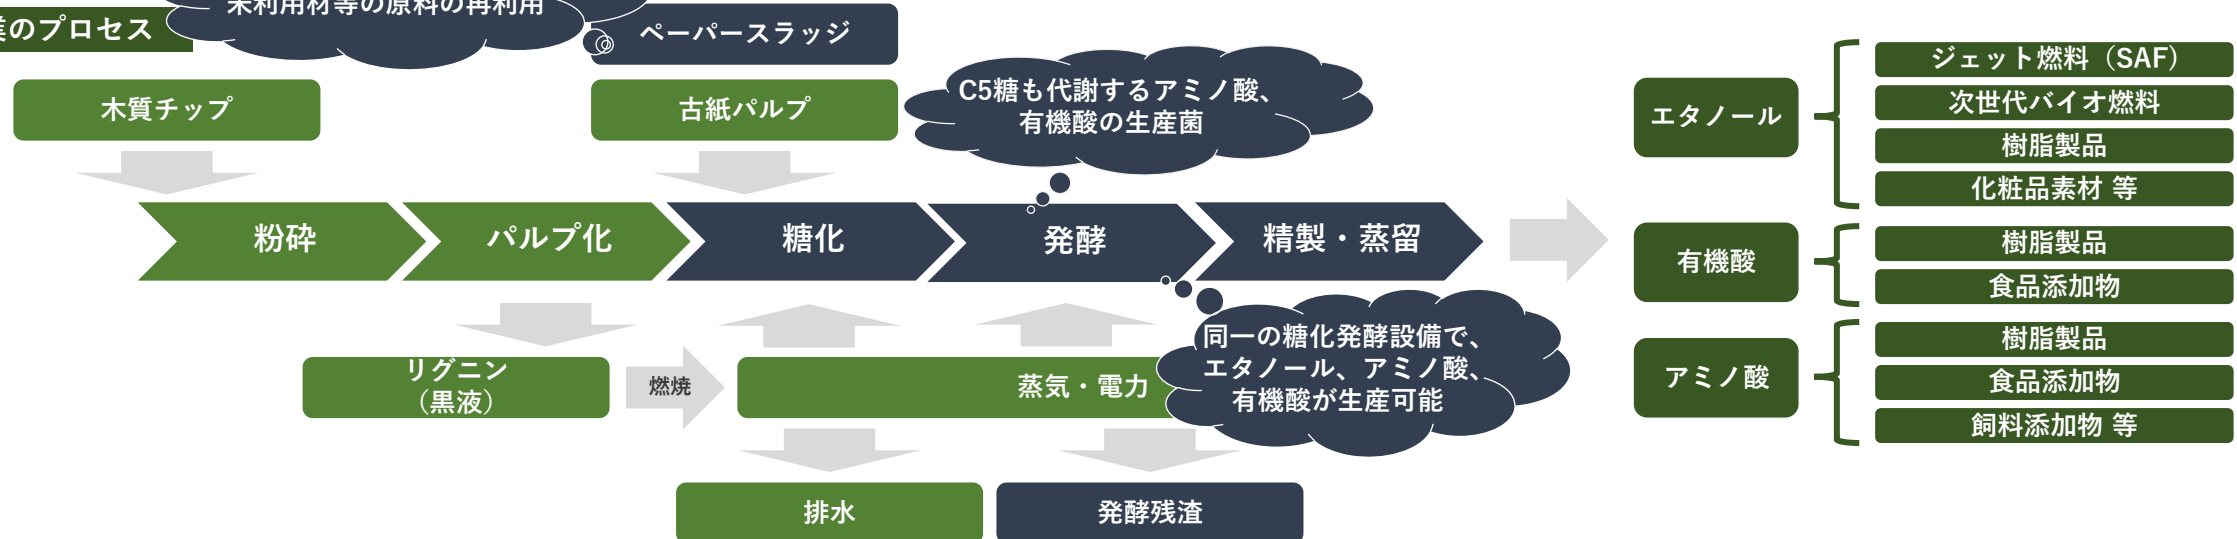 未利用材等の原料の再利用
業のプロセス
ペーパースラッジ
木質チップ
古紙パルプ
C5糖も代謝するアミノ酸、
有機酸の生産菌
粉砕
パルプ化
糖化
発酵
精製・蒸留
リグニン
（黒液）
燃焼
蒸気・電力
同一の糖化発酵設備で、
エタノール、アミノ酸、
有機酸が生産可能
排水
発酵残渣
エタノール
ジェット燃料（SAF）
次世代バイオ燃料
樹脂製品
化粧品素材 等
有機酸
樹脂製品
食品添加物
アミノ酸
樹脂製品
食品添加物
飼料添加物 等